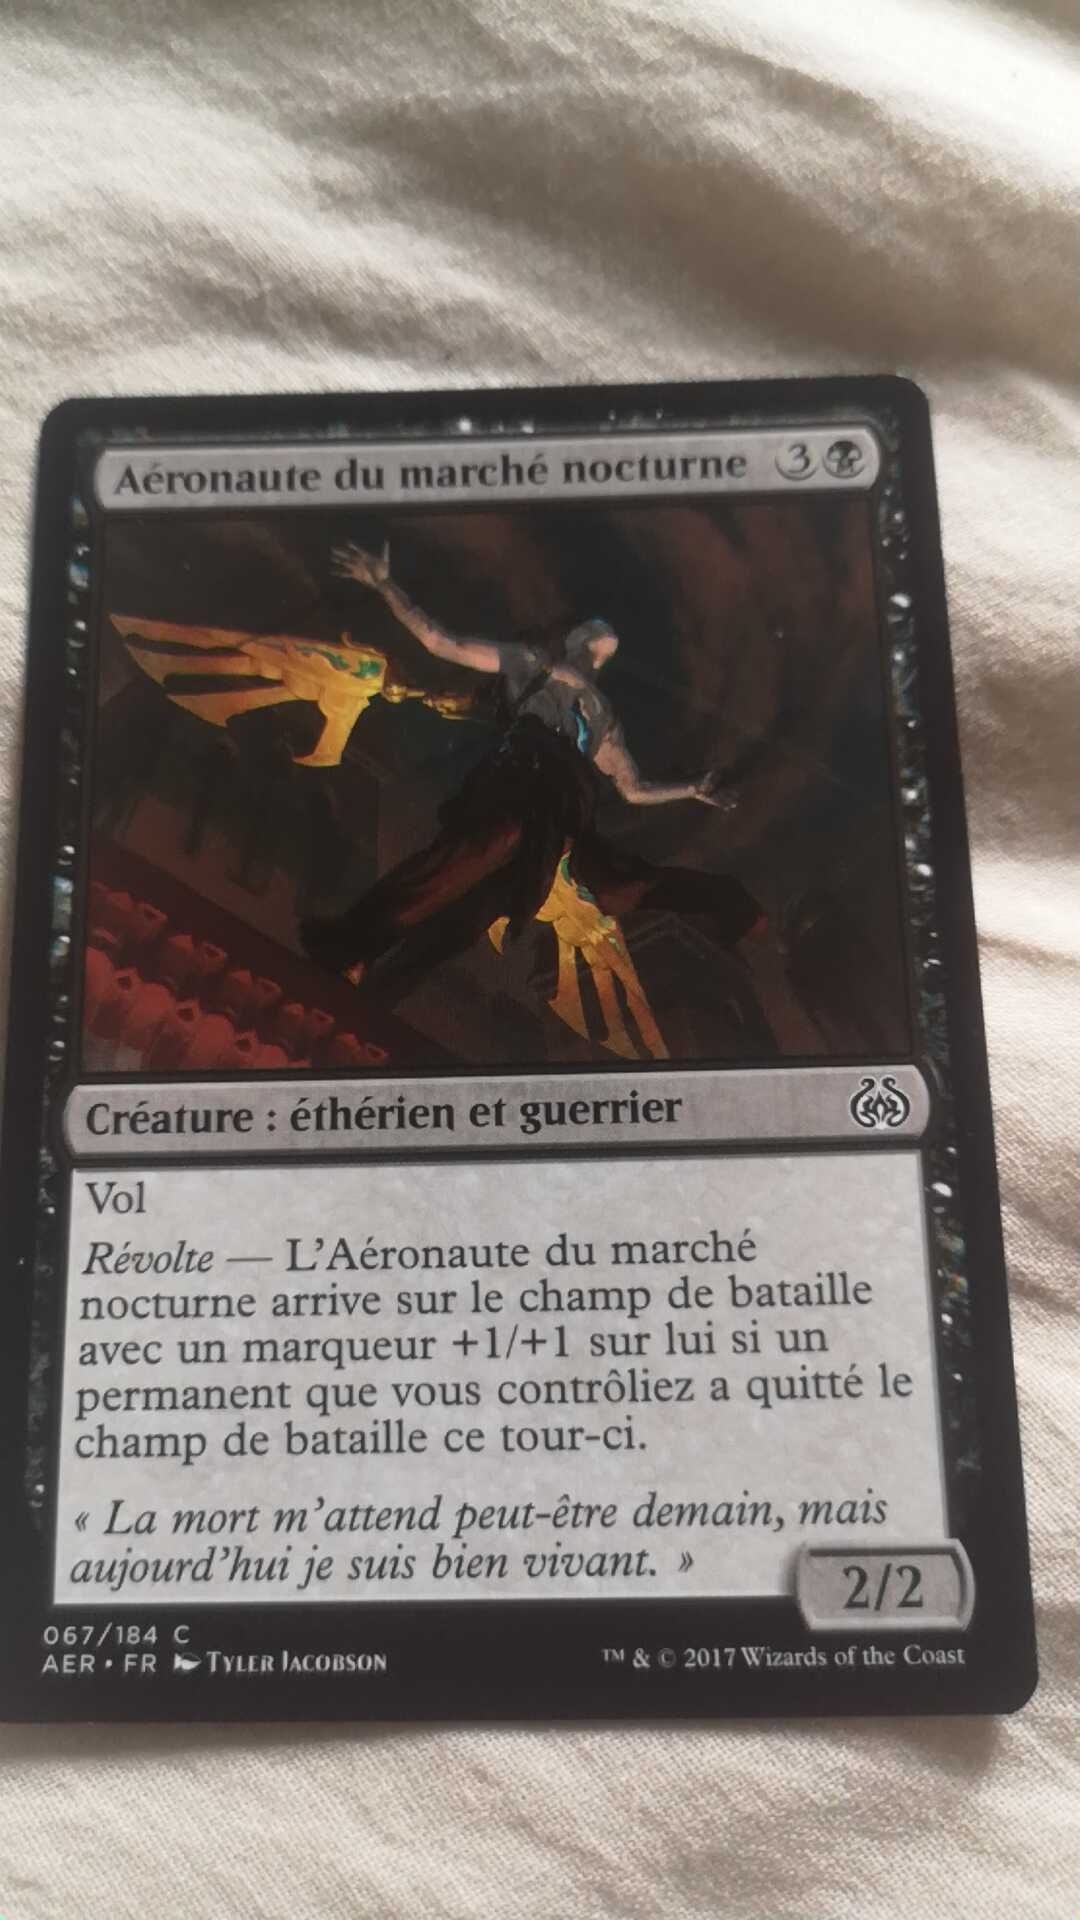 Aéronaute du marché nocturne 3
Créature : éthérien et guerrier
Vol
Révolte — L'Aéronaute du marché
nocturne arrive sur le champ de bataille
avec un marqueur +1/+1 sur lui si un
permanent que vous contrôliez a quitté le
champ de bataille ce tour-ci.
« La mort m'attend peut-être demain, mais
aujourd'hui je suis bien vivant. »
2/2
067/184 C
AER • FR Tyler Jacobson
™ & © 2017 Wizards of the Coast